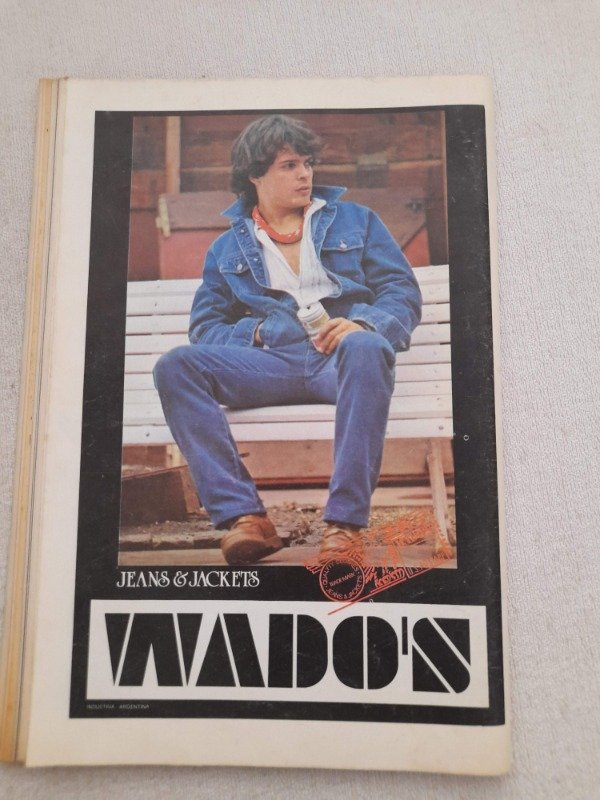 JEANS & JACKETS
WADO'S
INDUSTRIA ARGENTINA